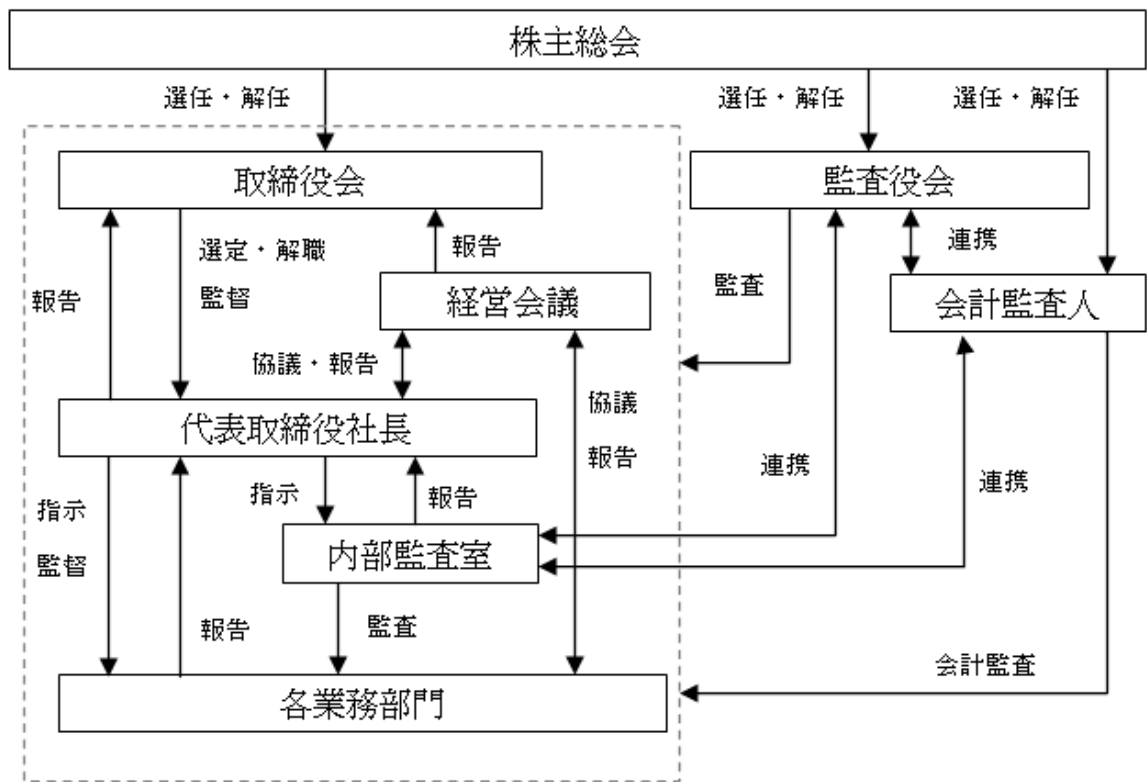 株主総会
選任・解任
選任・解任
選任・解任
取締役会
監査役会
選定・解職
監督
報告
報告
連携
監査
経営会議
会計監査人
協議・報告
協議
報告
代表取締役社長
指示
監督
指示
報告
連携
連携
内部監査室
報告
監査
会計監査
各業務部門